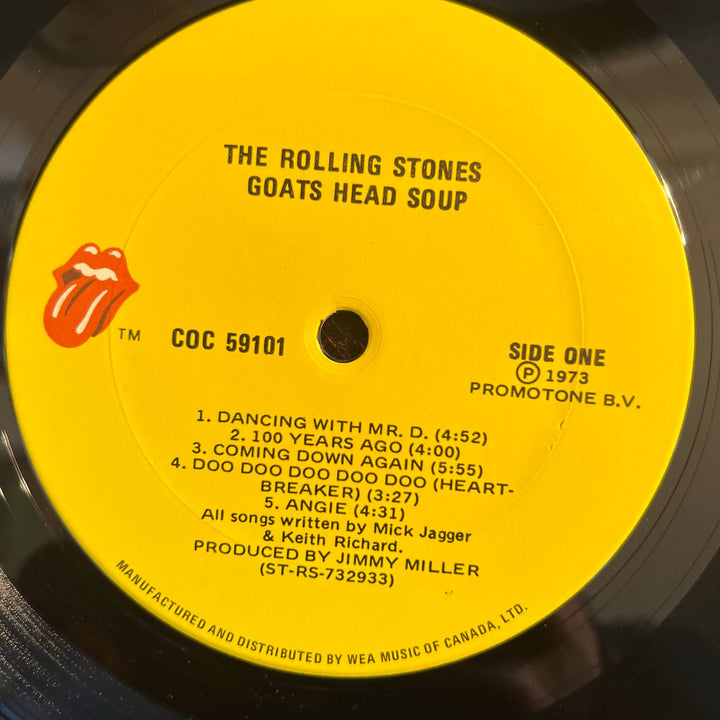 THE ROLLING STONES
GOATS HEAD SOUP
TM
COC 59101
SIDE ONE
Ⓟ 1973
PROMOTONE B.V.
1. DANCING WITH MR. D. (4:52)
2. 100 YEARS AGO (4:00)
3. COMING DOWN AGAIN (5:55)
4. DOO DOO DOO DOO DOO (HEART-
BREAKER) (3:27)
5. ANGIE (4:31)
All songs written by Mick Jagger
& Keith Richard.
PRODUCED BY JIMMY MILLER
(ST-RS-732933)
MANUFACTURED AND DISTRIBUTED BY WEA MUSIC OF CANADA, LTD.